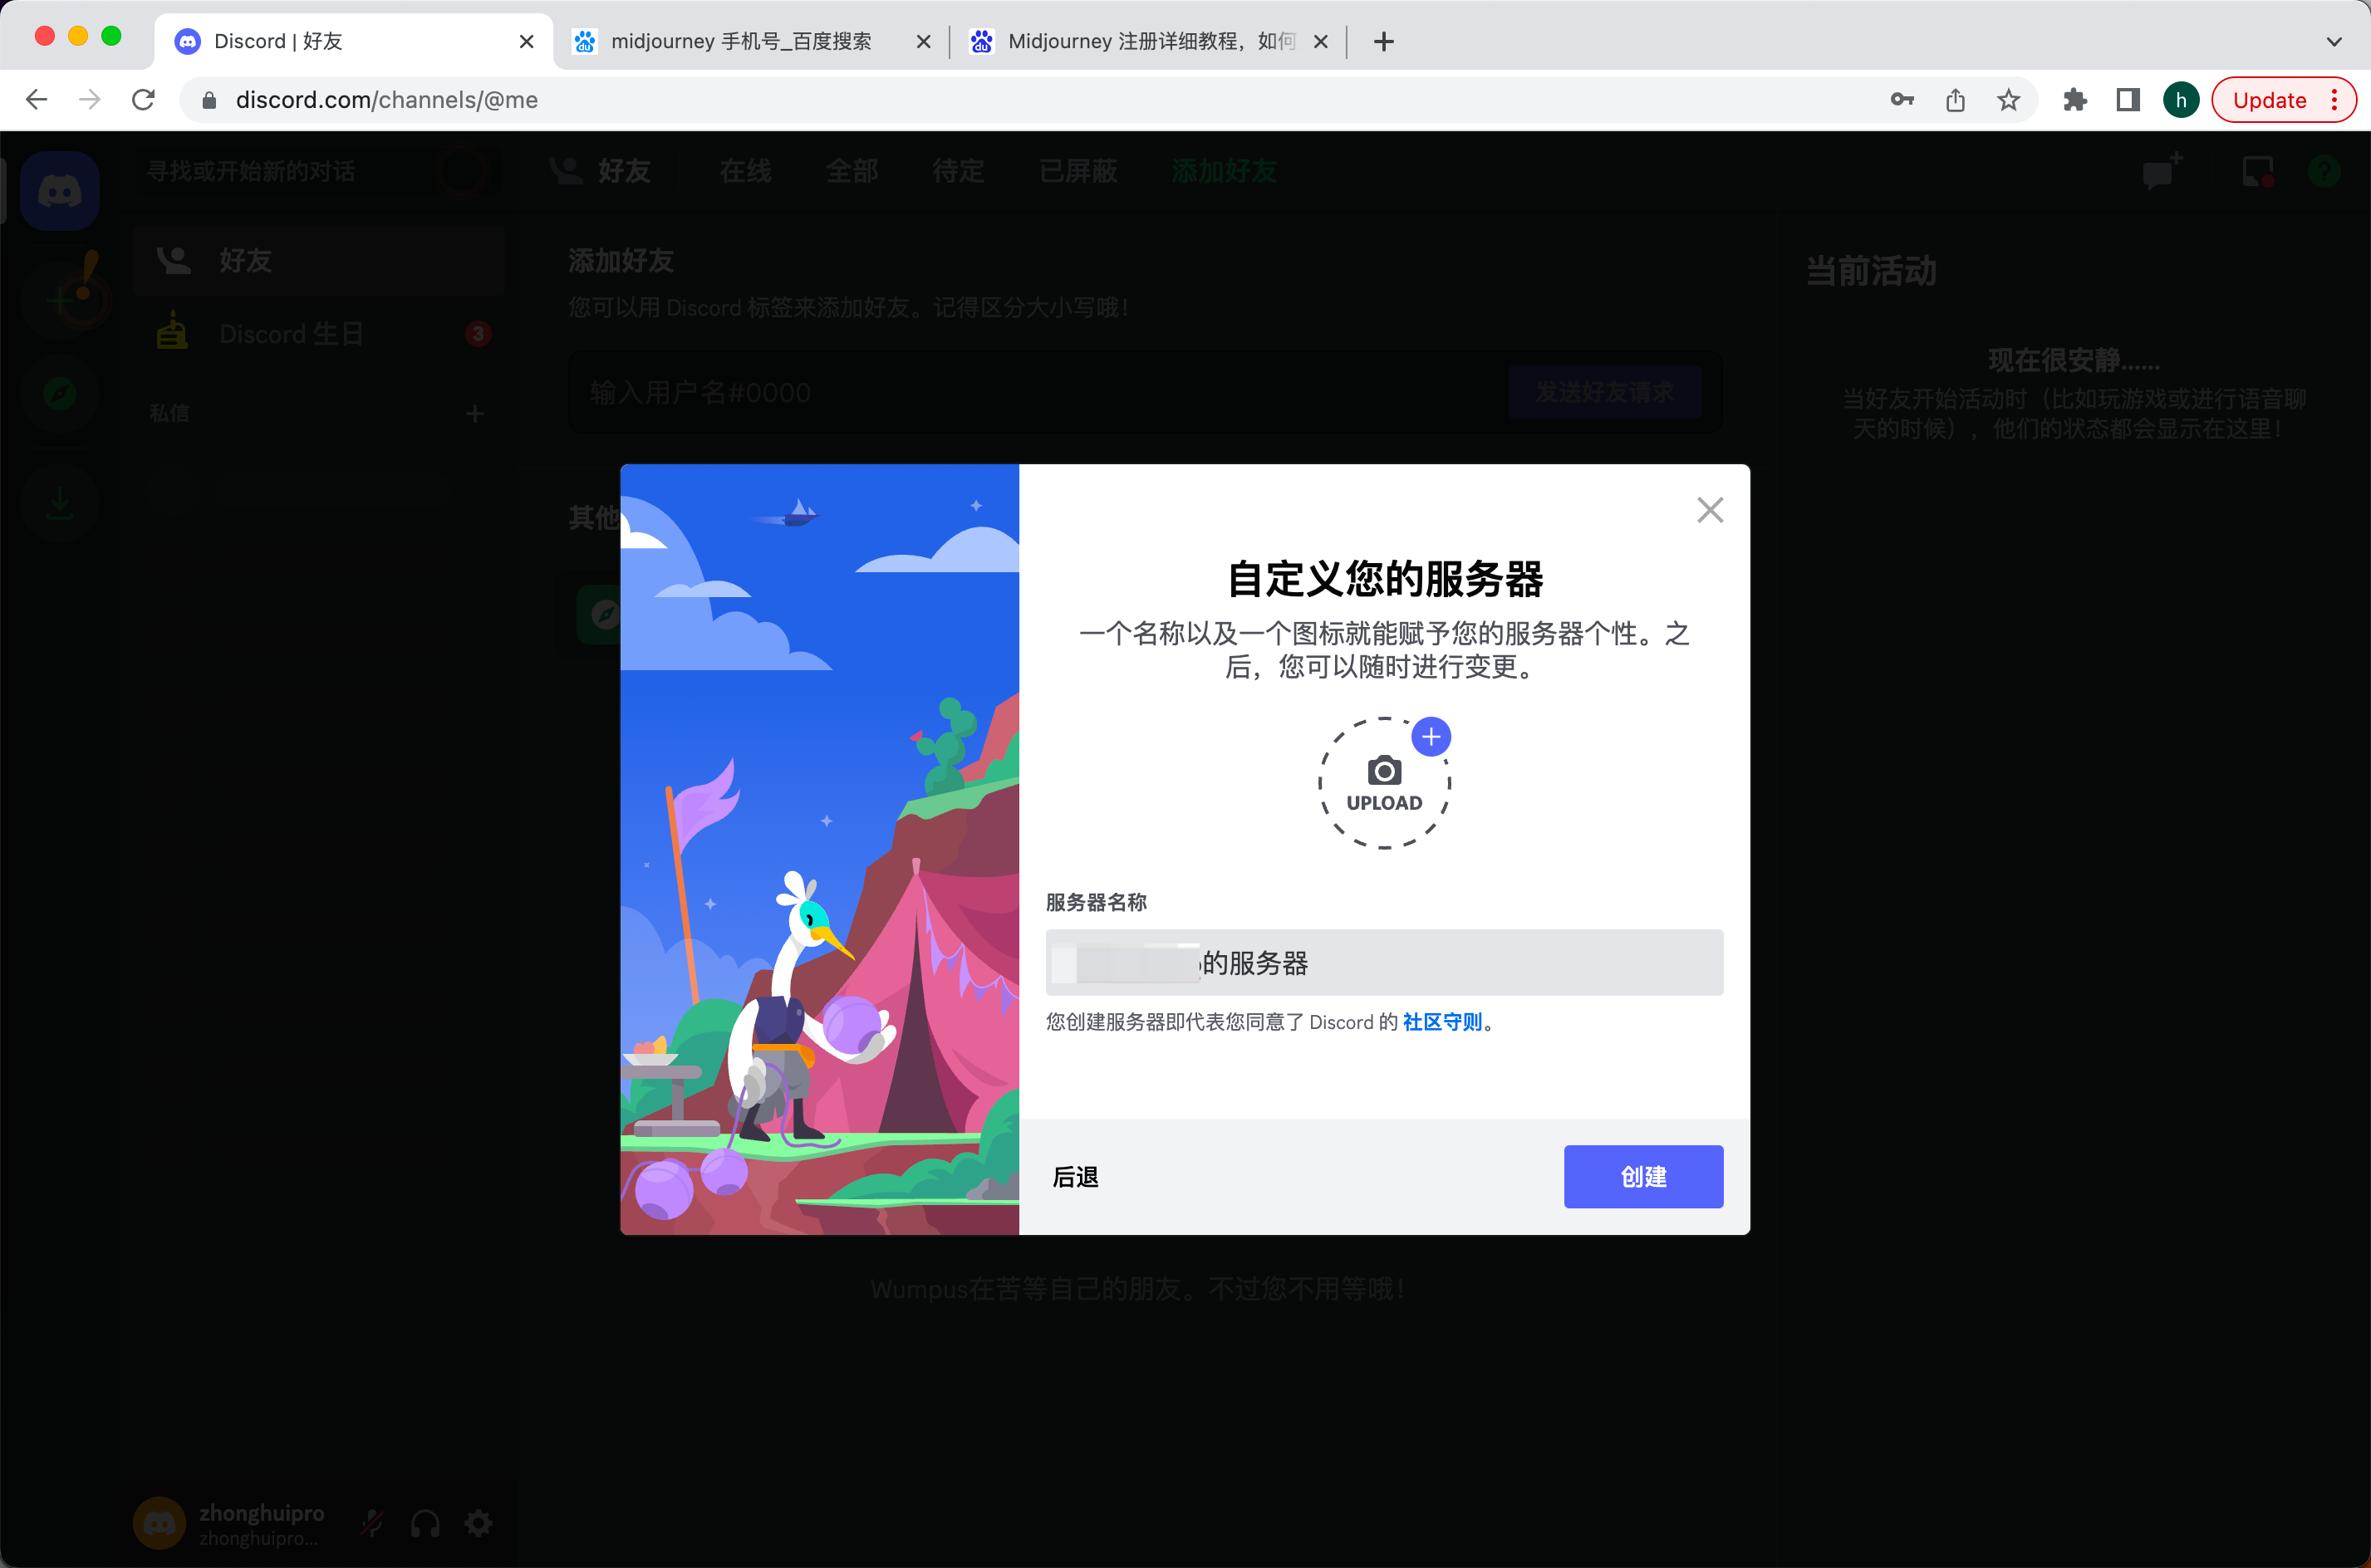 Discord | 好友
midjourney 手机号_百度搜索
Midjourney 注册详细教程，如何
discord.com/channels/@me
h
Update
寻找或开始新的对话
好友
在线
全部
待定
已屏蔽
添加好友
好友
Discord 生日
3
私信
添加好友
您可以用 Discord 标签来添加好友。记得区分大小写哦！
输入用户名#0000
发送好友请求
其他
当前活动
现在很安静……
当好友开始活动时（比如玩游戏或进行语音聊
天的时候），他们的状态都会显示在这里！
自定义您的服务器
一个名称以及一个图标就能赋予您的服务器个性。之
后，您可以随时进行变更。
UPLOAD
服务器名称
的服务器
您创建服务器即代表您同意了 Discord 的 社区守则。
后退
创建
Wumpus在苦等自己的朋友。不过您不用等哦！
zhonghuipro
zhonghuipro...